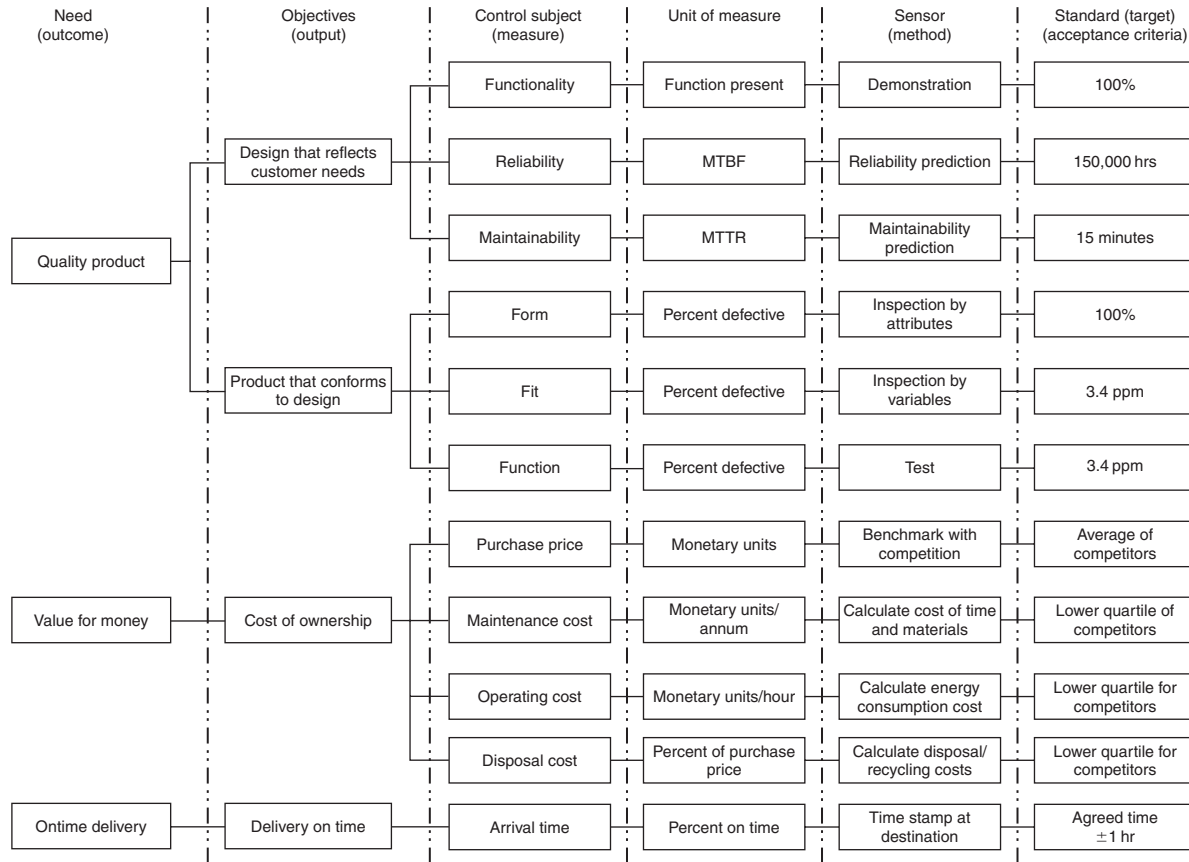 Need
(outcome)
Objectives
(output)
Control subject
(measure)
Unit of measure
Sensor
(method)
Standard (target)
(acceptance criteria)
Functionality
Function present
Demonstration
100%
Design that reflects
customer needs
Reliability
MTBF
Reliability prediction
150,000 hrs
Maintainability
MTTR
Maintainability
prediction
15 minutes
Quality product
Form
Percent defective
Inspection by
attributes
100%
Product that conforms
to design
Fit
Percent defective
Inspection by
variables
3.4 ppm
Function
Percent defective
Test
3.4 ppm
Purchase price
Monetary units
Benchmark with
competition
Average of
competitors
Value for money
Cost of ownership
Maintenance cost
Monetary units/
annum
Calculate cost of time
and materials
Lower quartile of
competitors
Operating cost
Monetary units/hour
Calculate energy
consumption cost
Lower quartile for
competitors
Disposal cost
Percent of purchase
price
Calculate disposal/
recycling costs
Lower quartile for
competitors
Ontime delivery
Delivery on time
Arrival time
Percent on time
Time stamp at
destination
Agreed time
±1 hr